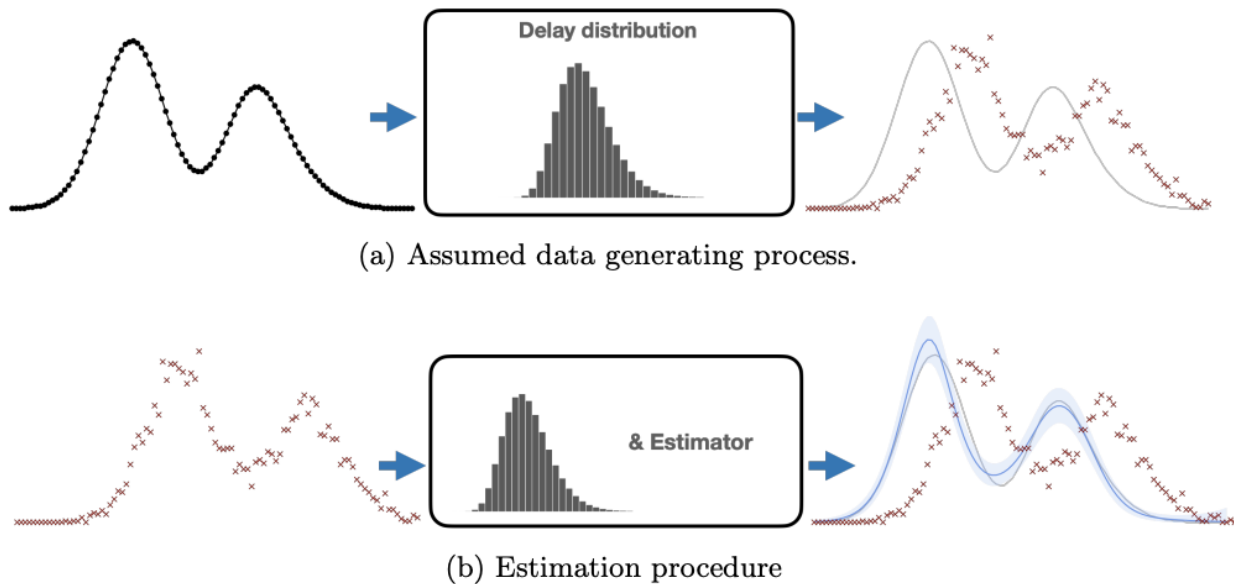 Delay distribution
(a) Assumed data generating process.
& Estimator
(b) Estimation procedure